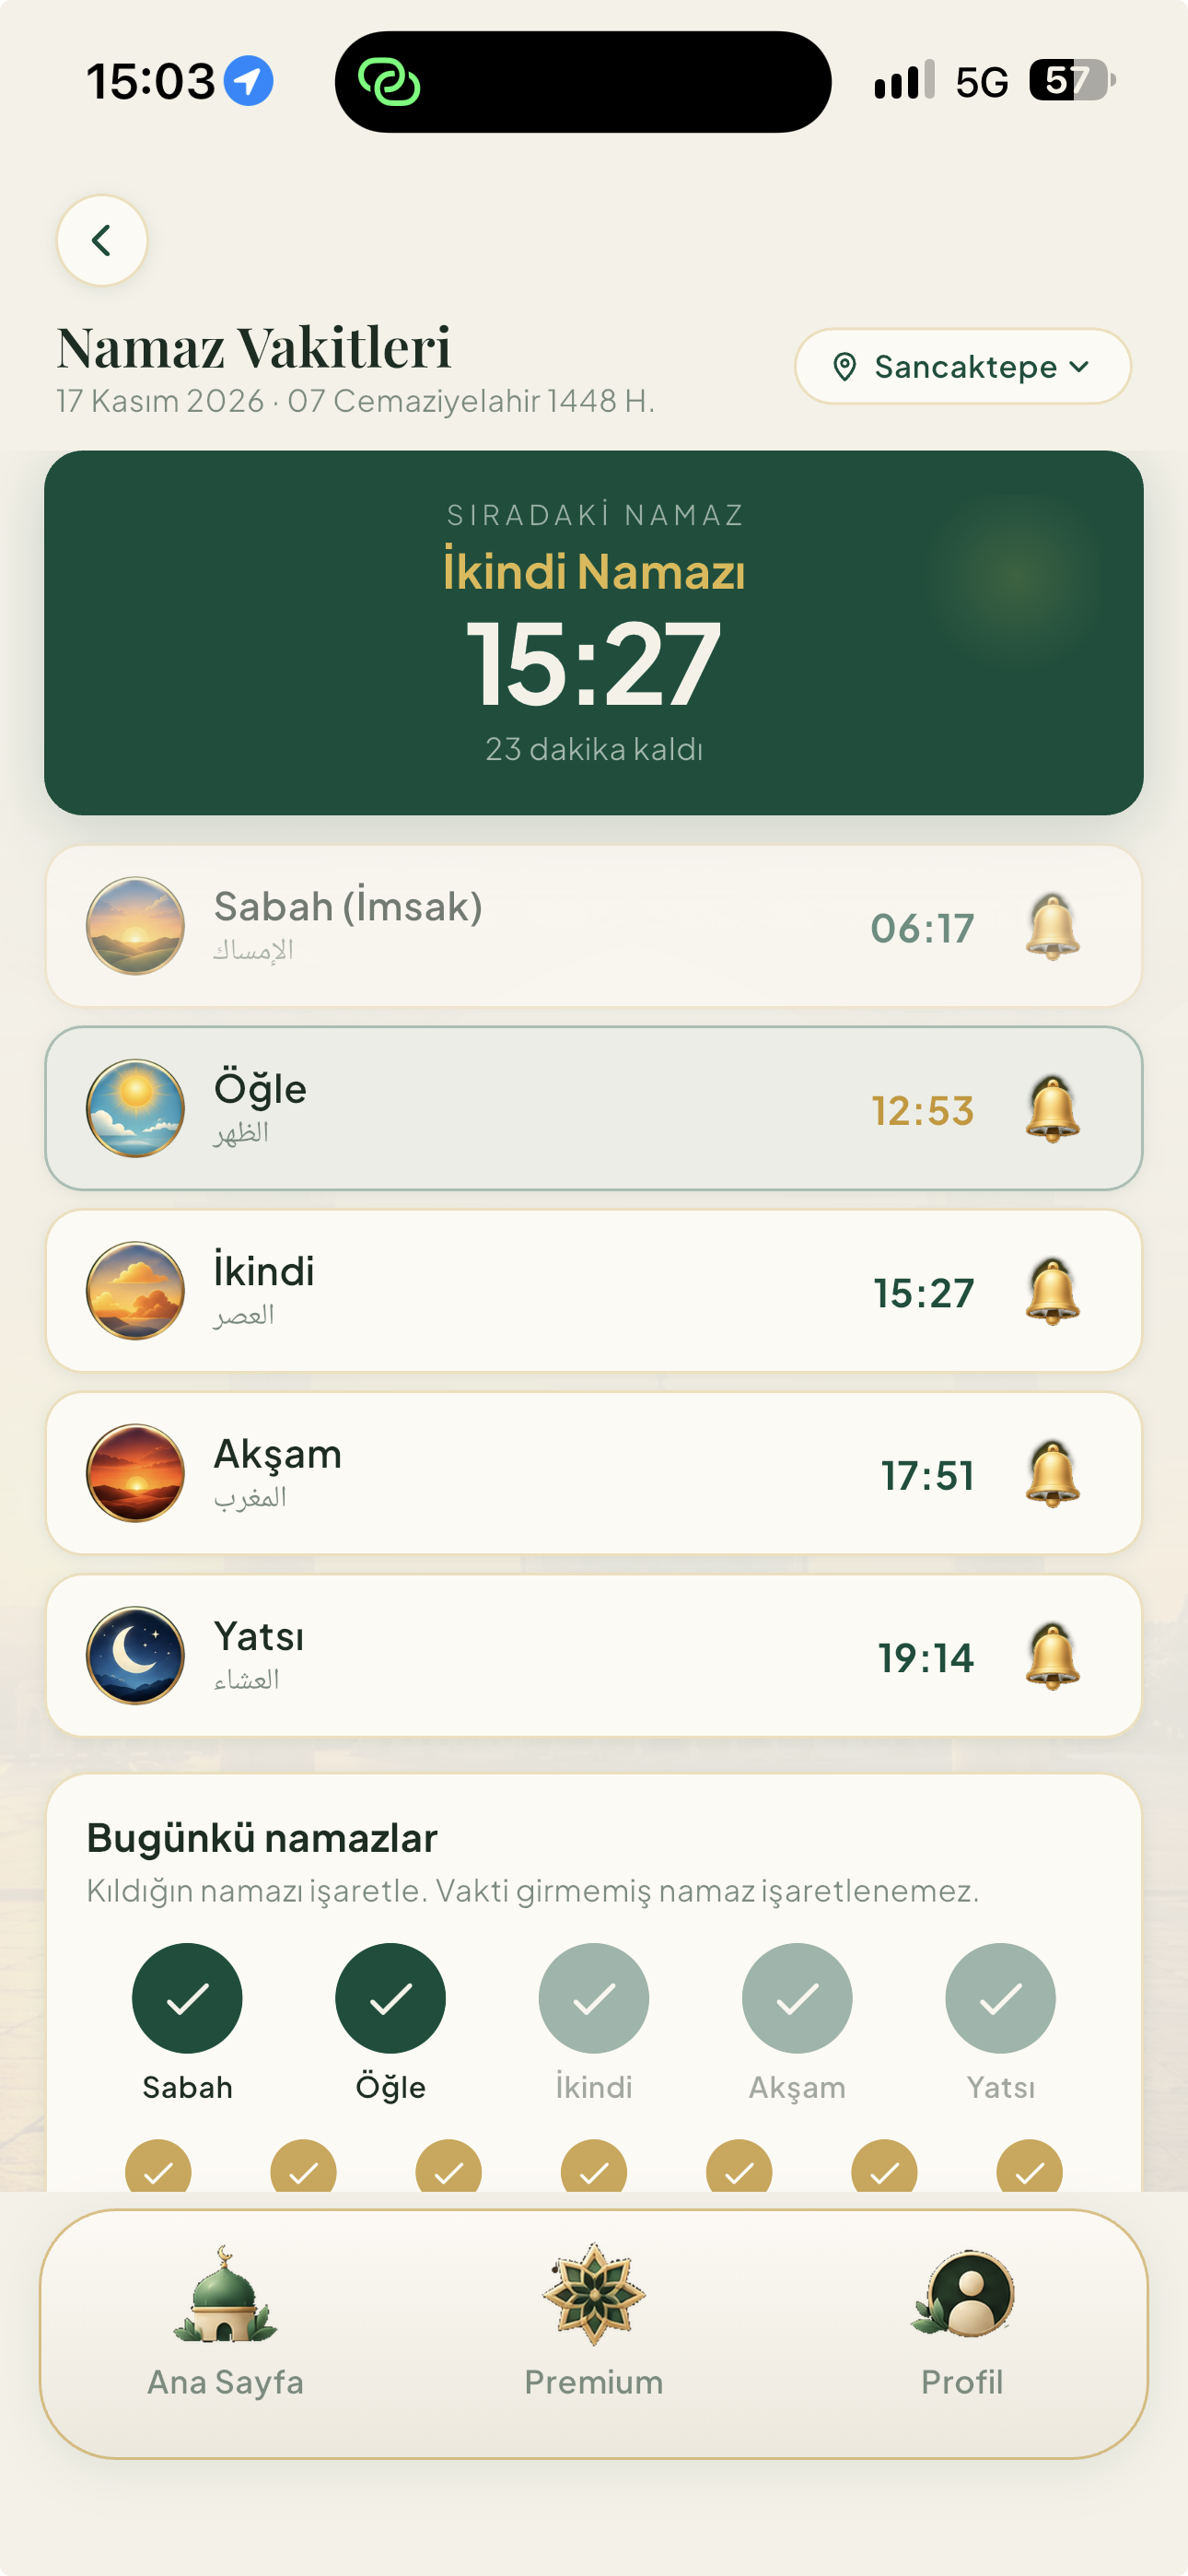 15:03
5G
57
Namaz Vakitleri
17 Kasım 2026 · 07 Cemaziyelahir 1448 H.
Sancaktepe
SIRADAKİ NAMAZ
İkindi Namazı
15:27
23 dakika kaldı
Sabah (İmsak)
الإمساك
06:17
Öğle
الظهر
12:53
İkindi
العصر
15:27
Akşam
المغرب
17:51
Yatsı
العشاء
19:14
Bugünkü namazlar
Kıldığın namazı işaretle. Vakti girmemiş namaz işaretlenemez.
Sabah
Öğle
İkindi
Akşam
Yatsı
Ana Sayfa
Premium
Profil